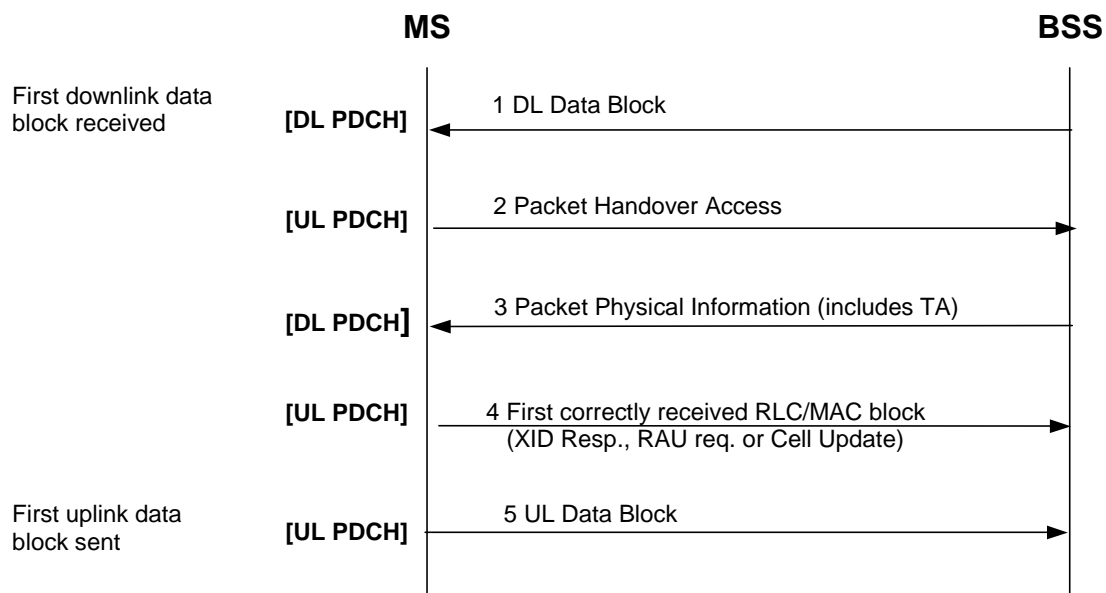 MS
BSS
First downlink data
block received
[DL PDCH]
1 DL Data Block
[UL PDCH]
2 Packet Handover Access
[DL PDCH]
3 Packet Physical Information (includes TA)
[UL PDCH]
4 First correctly received RLC/MAC block
(XID Resp., RAU req. or Cell Update)
First uplink data
block sent
[UL PDCH]
5 UL Data Block